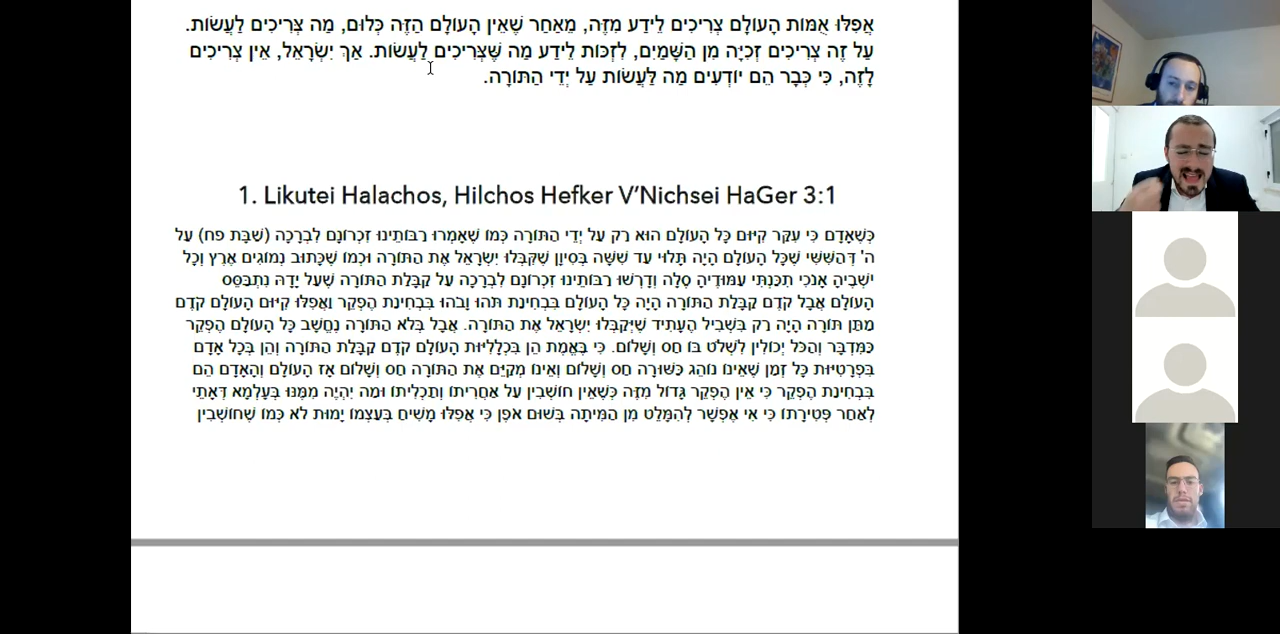 אֲפִלּוּ אֻמּוֹת הָעוֹלָם צְרִיכִים לֵידַע מִזֶּה, מֵאַחַר שֶׁאֵין הָעוֹלָם הַזֶּה כְּלוּם, מַה צְּרִיכִים לַעֲשׂוֹת.
עַל זֶה צְרִיכִים זְכִיָּה מִן הַשָּׁמַיִם, לִזְכּוֹת לֵידַע מַה שֶּׁצְּרִיכִים לַעֲשׂוֹת. אַךְ יִשְׂרָאֵל, אֵין צְרִיכִים
לָזֶה, כִּי כְּבָר הֵם יוֹדְעִים מַה לַּעֲשׂוֹת עַל יְדֵי הַתּוֹרָה.
1. Likutei Halachos, Hilchos Hefker V'Nichsei HaGer 3:1
כְּשֶׁאָדָם כִּי עִקַּר קִיּוּם כָּל הָעוֹלָם הוּא רַק עַל יְדֵי הַתּוֹרָה כְּמוֹ שֶׁאָמְרוּ רַבּוֹתֵינוּ זִכְרוֹנָם לִבְרָכָה (שַׁבָּת פח) עַל
ה' דְּהַשִּׁשִּׁי שֶׁכָּל הָעוֹלָם הָיָה תָּלוּי עַד שִׁשָּׁה בְּסִיוָן שֶׁקִּבְּלוּ יִשְׂרָאֵל אֶת הַתּוֹרָה וּכְמוֹ שֶׁכָּתוּב נְמוֹגִים אֶרֶץ וְכָל
יֹשְׁבֶיהָ אָנֹכִי תִכַּנְתִּי עַמּוּדֶיהָ סֶלָה וְדָרְשׁוּ רַבּוֹתֵינוּ זִכְרוֹנָם לִבְרָכָה עַל קַבָּלַת הַתּוֹרָה שֶׁעַל יָדָהּ נִתְבַּסֵּס
הָעוֹלָם אֲבָל קֹדֶם קַבָּלַת הַתּוֹרָה הָיָה כָּל הָעוֹלָם בִּבְחִינַת תֹּהוּ וָבֹהוּ בִּבְחִינַת הֶפְקֵר וַאֲפִלּוּ קִיּוּם הָעוֹלָם קֹדֶם
מַתַּן תּוֹרָה הָיָה רַק בִּשְׁבִיל הֶעָתִיד שֶׁיְּקַבְּלוּ יִשְׂרָאֵל אֶת הַתּוֹרָה. אֲבָל בְּלֹא הַתּוֹרָה נֶחֱשָׁב כָּל הָעוֹלָם הֶפְקֵר
כַּמִּדְבָּר וְהַכֹּל יְכוֹלִין לִשְׁלֹט בּוֹ חַס וְשָׁלוֹם. כִּי בֶּאֱמֶת הֵן בִּכְלָלִיּוּת הָעוֹלָם קֹדֶם קַבָּלַת הַתּוֹרָה וְהֵן בְּכָל אָדָם
בִּפְרָטִיּוּת כָּל זְמַן שֶׁאֵינוֹ נוֹהֵג כַּשּׁוּרָה חַס וְשָׁלוֹם וְאֵינוֹ מְקַיֵּם אֶת הַתּוֹרָה חַס וְשָׁלוֹם אָז הָעוֹלָם וְהָאָדָם הֵם
בִּבְחִינַת הֶפְקֵר כִּי אֵין הֶפְקֵר גָּדוֹל מִזֶּה כְּשֶׁאֵין חוֹשְׁבִין עַל אַחֲרִיתוֹ וְתַכְלִיתוֹ וּמַה יִהְיֶה מִמֶּנּוּ בְּעָלְמָא דְּאָתֵי
לְאַחַר פְּטִירָתוֹ כִּי אִי אֶפְשָׁר לְהִמָּלֵט מִן הַמִּיתָה בְּשׁוּם אֹפֶן כִּי אֲפִלּוּ מָשִׁיחַ בְּעַצְמוֹ יָמוּת לֹא כְּמוֹ שֶׁחוֹשְׁבִין